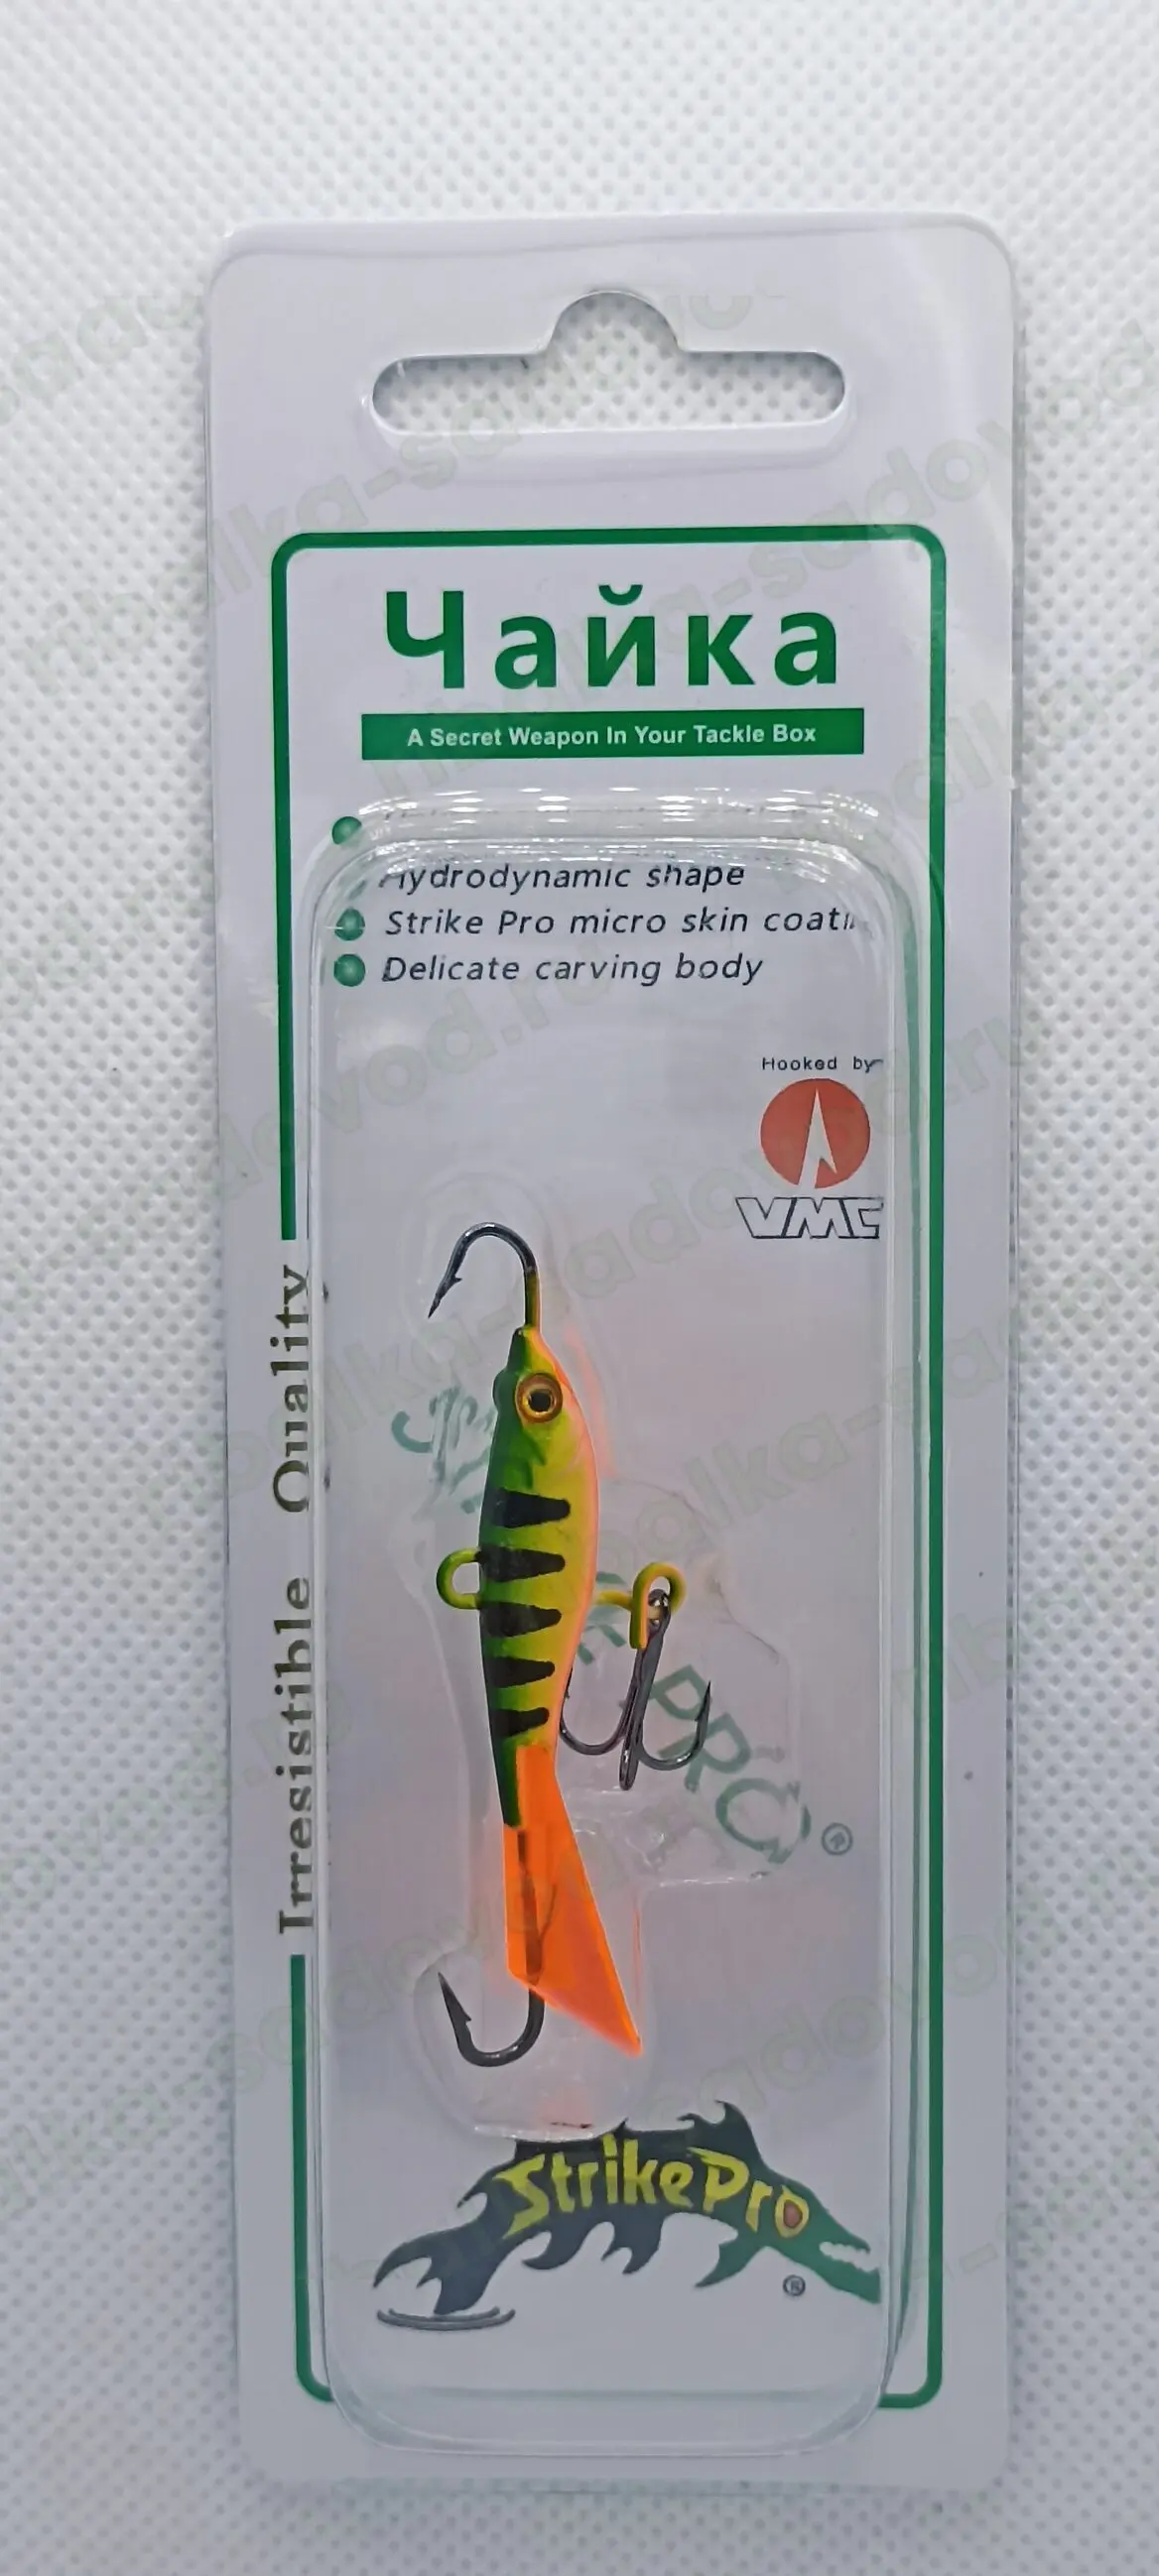 Чайка
A Secret Weapon In Your Tackle Box
Hydrodynamic shape
Strike Pro micro skin coati
Delicate carving body
Hooked by
VMC
Irresistible Quality
PRO
®
StrikePro
®